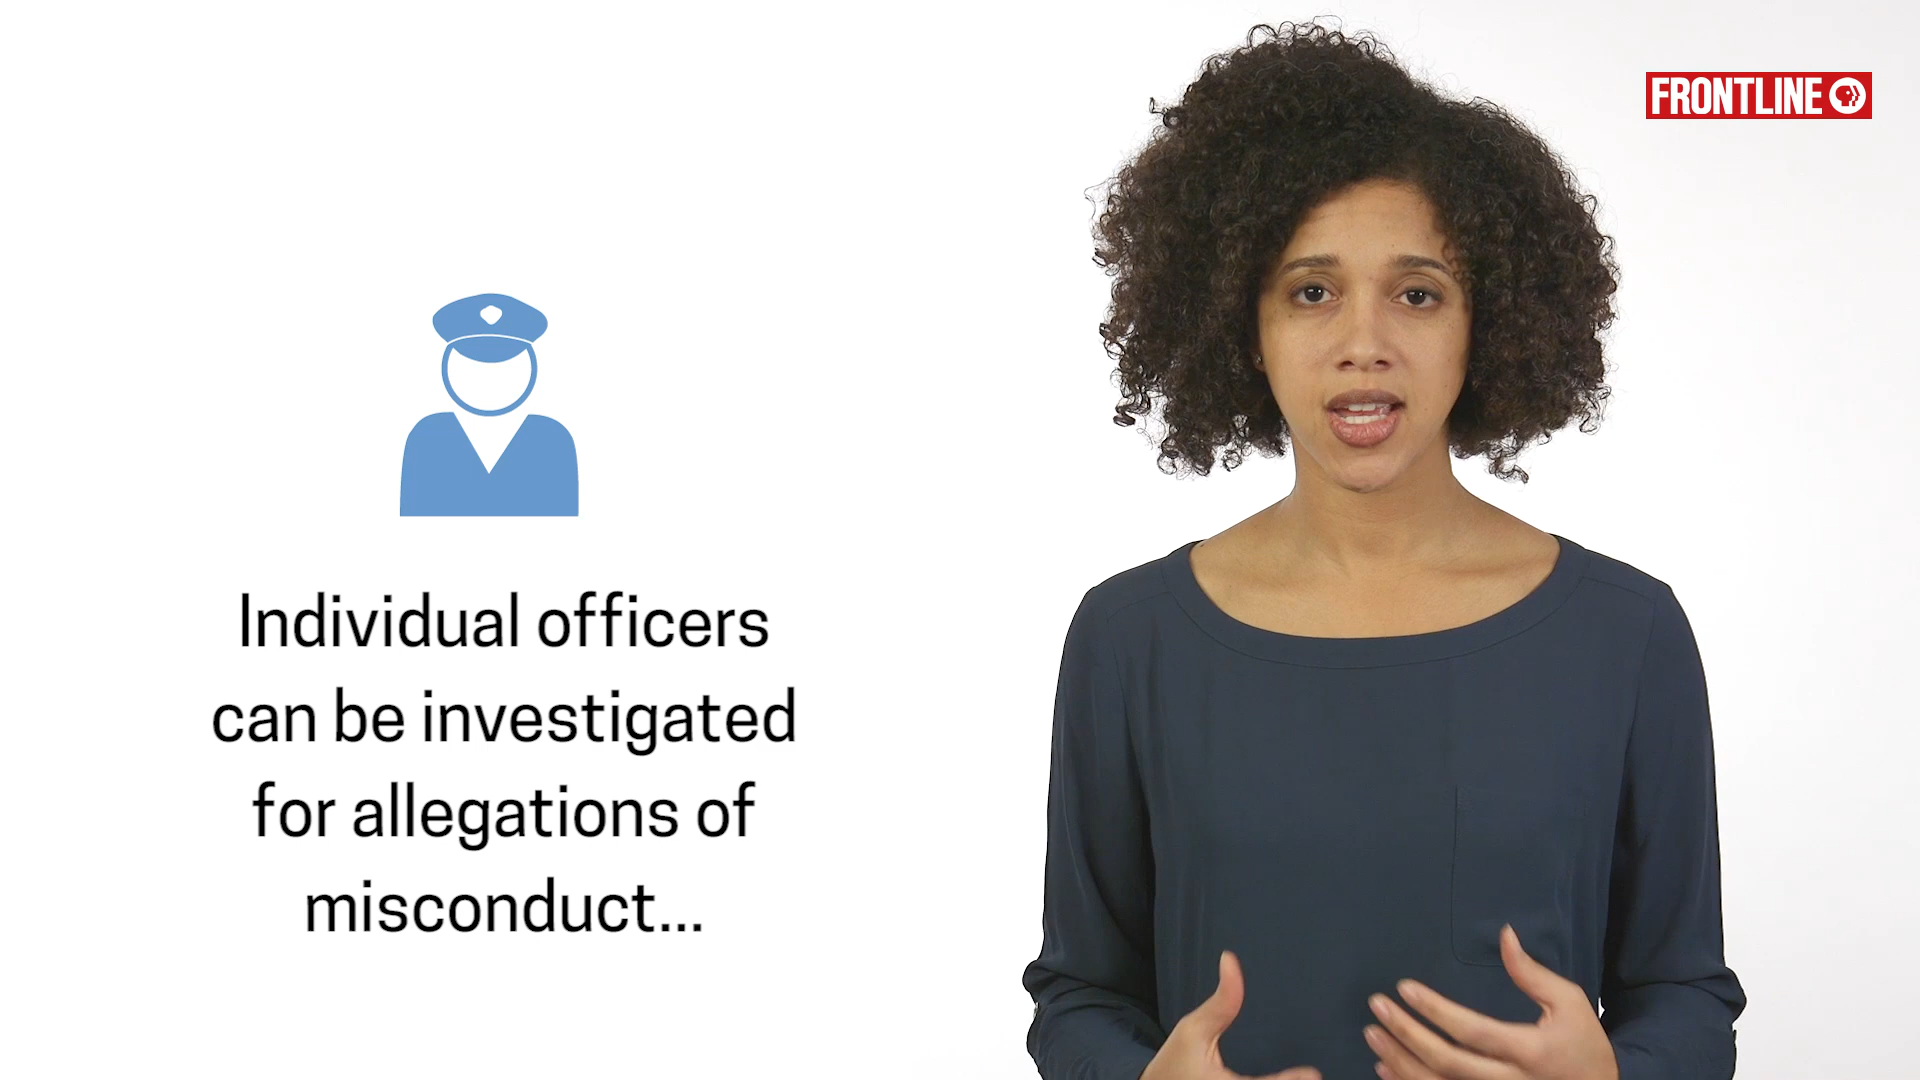 FRONTLINE
Individual officers
can be investigated
for allegations of
misconduct...